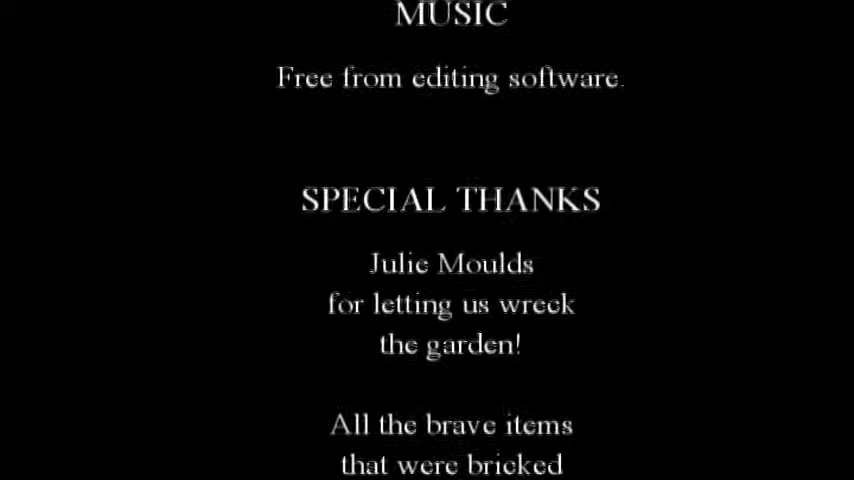 MUSIC
Free from editing software.
SPECIAL THANKS
Julie Moulds
for letting us wreck
the garden!
All the brave items
that were bricked